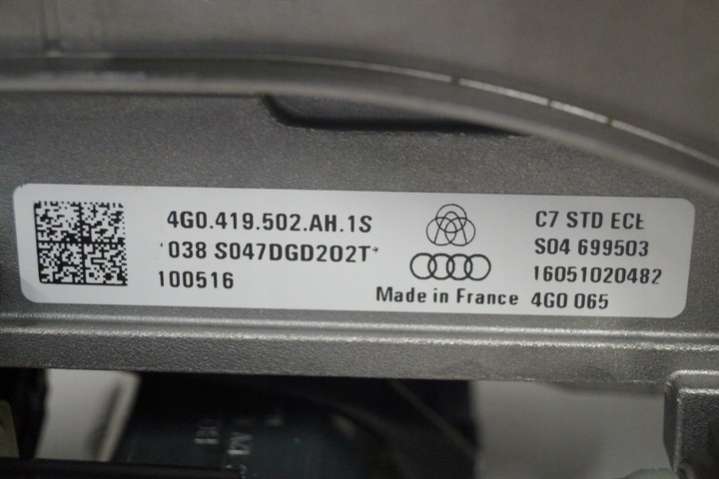 4G0.419.502.AH.1S
*038 S047DGD202T*
100516
Made in France
C7 STD ECE
S04 699503
16051020482
4G0 065